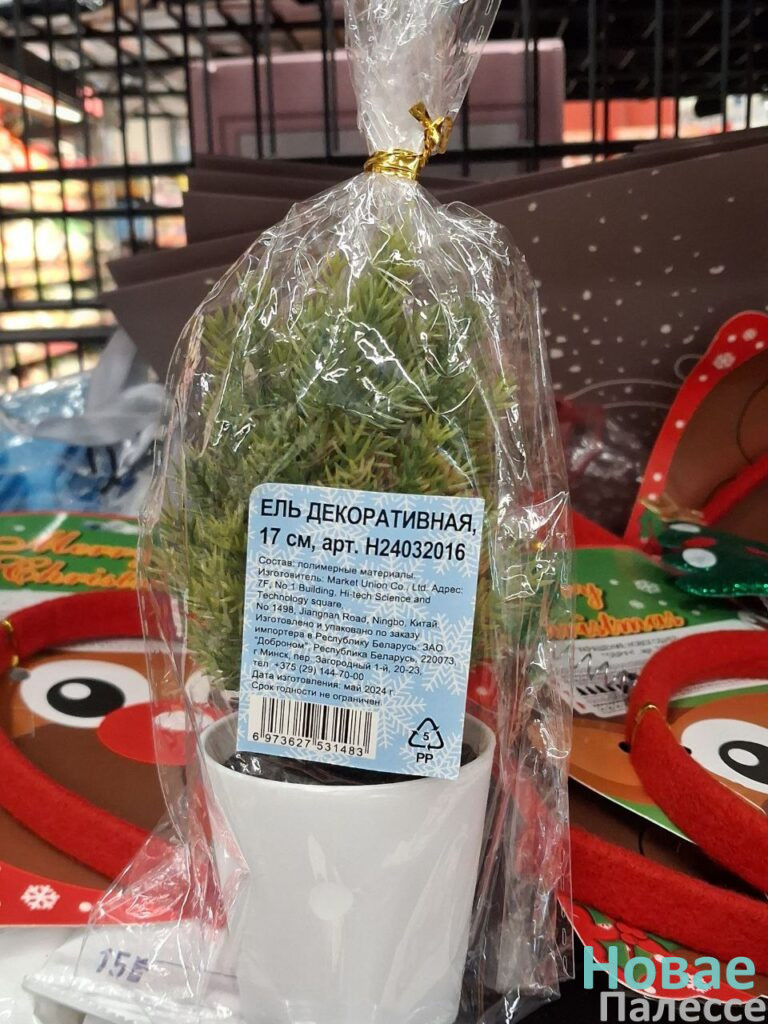 ЕЛЬ ДЕКОРАТИВНАЯ,
17 см, арт. H24032016
Состав: полимерные материалы.
Изготовитель: Market Union Co., Ltd. Адрес:
7F, No.1 Building, Hi-tech Science and
Technology square,
No 1498, Jiangnan Road, Ningbo, Китай.
Изготовлено и упаковано по заказу
импортера в Республику Беларусь: ЗАО
"Доброном", Республика Беларусь, 220073,
г Минск, пер. Загородный 1-й, 20-23,
тел. +375 (29) 144-70-00
Дата изготовления: май 2024 г.
Срок годности не ограничен.
6 973627 531483
5
PP
Merry
Christmas
15Б
Новае
Палессе